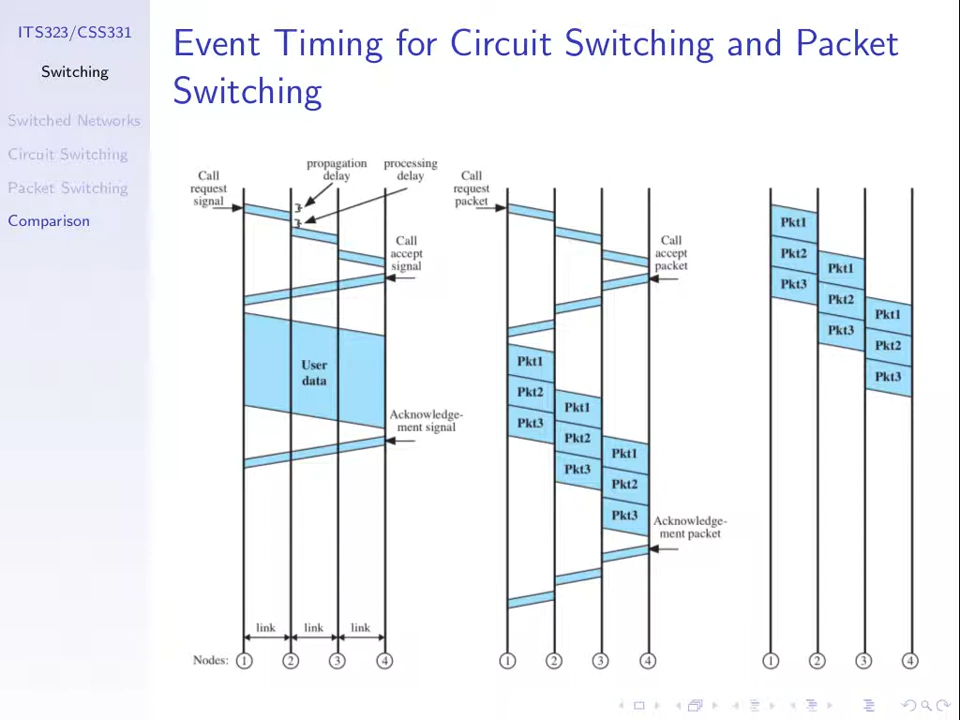 ITS323/CSS331
Switching
Switched Networks
Circuit Switching
Packet Switching
Comparison
Event Timing for Circuit Switching and Packet
Switching
Call
request
signal
propagation
delay
processing
delay
Call
accept
signal
User
data
Acknowledge-
ment signal
link
link
link
Nodes: 1 2 3 4
Call
request
packet
Call
accept
packet
Pkt1
Pkt2
Pkt3
Pkt1
Pkt2
Pkt3
Pkt1
Pkt2
Pkt3
Acknowledge-
ment packet
1 2 3 4
Pkt1
Pkt2
Pkt3
Pkt1
Pkt2
Pkt3
Pkt1
Pkt2
Pkt3
1 2 3 4